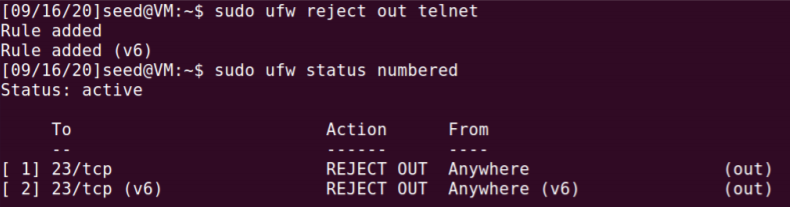 [09/16/20]seed@VM:~$ sudo ufw reject out telnet
Rule added
Rule added (v6)
[09/16/20]seed@VM:~$ sudo ufw status numbered
Status: active
To Action From
-- ------ ----
[ 1] 23/tcp REJECT OUT Anywhere (out)
[ 2] 23/tcp (v6) REJECT OUT Anywhere (v6) (out)